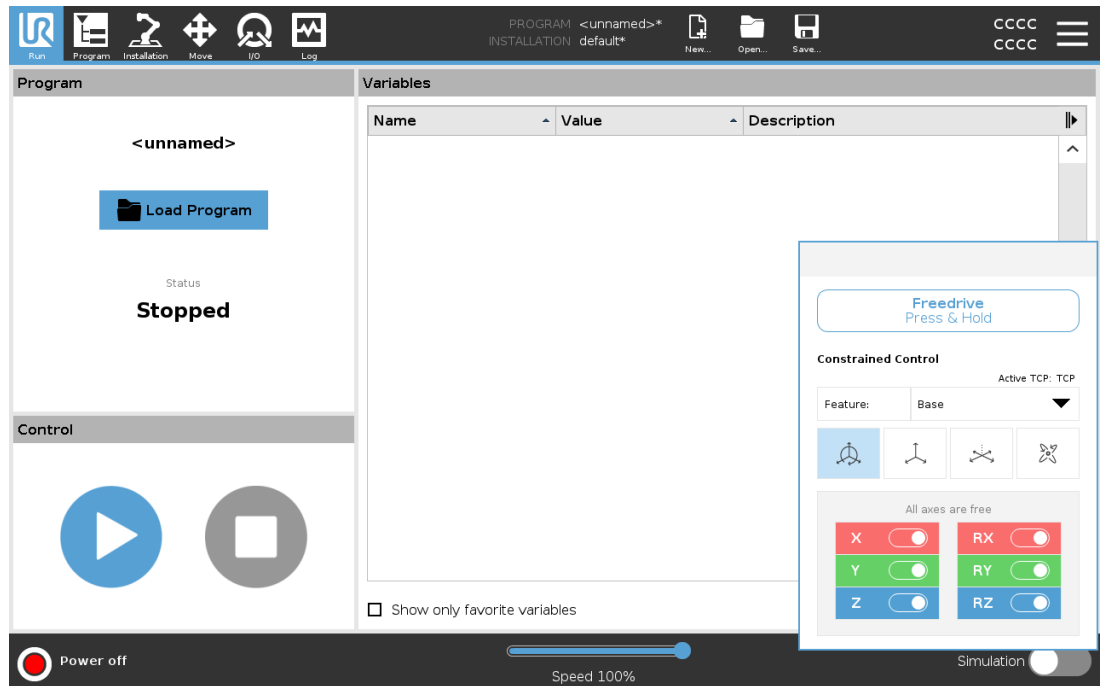 UR
Run
Program
Installation
Move
I/O
Log
PROGRAM <unnamed>*
INSTALLATION default*
New...
Open...
Save...
CCCC
CCCC
Program
<unnamed>
Load Program
Status
Stopped
Control
Variables
Name Value Description
Show only favorite variables
Freedrive
Press & Hold
Constrained Control
Active TCP: TCP
Feature: Base
All axes are free
X RX
Y RY
Z RZ
Power off
Speed 100%
Simulation